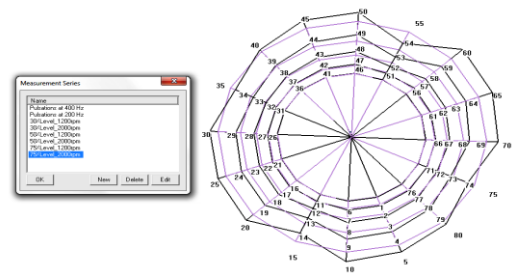 Measurement Series
Name
Pulsations at 400 Hz
Pulsations at 200 Hz
30/Level_1200rpm
30/Level_2000rpm
50/Level_1200rpm
50/Level_2000rpm
75/Level_1200rpm
75/Level_2000rpm
OK New Delete Edit
45 50 55
44 49 54
40 43 48 53 60
39 42 47 52 59
38 41 46 51 58
35 37 36 57 56 65
34 33 32 31 61 62 63 64
30 29 28 27 26 66 67 68 69 70
25 24 23 22 21 71 72 73 74 75
20 19 18 17 16 76 77 78 79 80
15 14 13 12 11
6 7 8 9 10
1 2 3 4 5